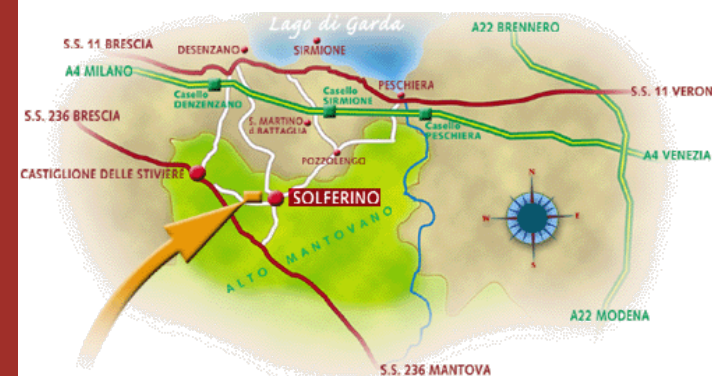 Lago di Garda
A22 BRENNERO
S.S. 11 BRESCIA
DESENZANO
SIRMIONE
A4 MILANO
PESCHIERA
S.S. 11 VERON
Casello
DENZENZANO
Casello
SIRMIONE
S.S. 236 BRESCIA
S. MARTINO
d.BATTAGLIA
Casello
PESCHIERA
A4 VENEZIA
POZZOLENGO
CASTIGLIONE DELLE STIVIERE
N
SOLFERINO
W
E
S
ALTO MANTOVANO
A22 MODENA
S.S. 236 MANTOVA